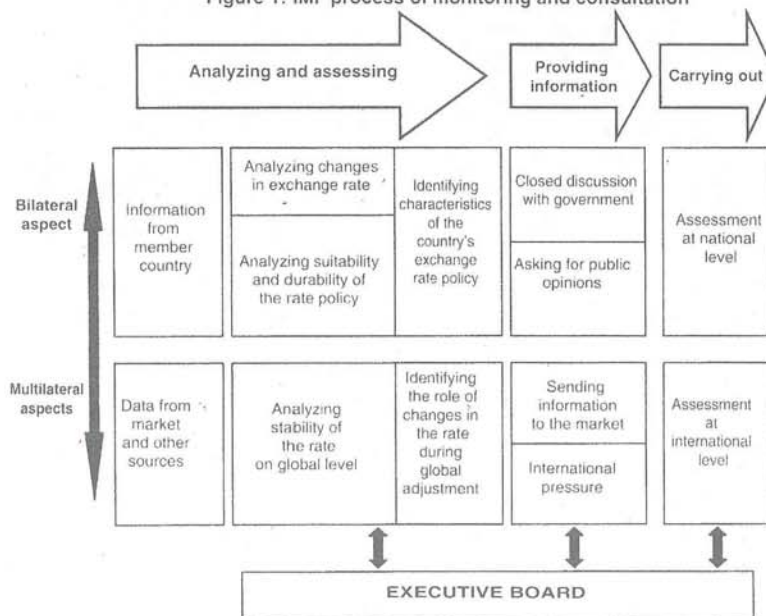 Figure 1: IMF process of monitoring and consultation
Analyzing and assessing
Providing
information
Carrying out
Bilateral
aspect
Information
from
member
country
Analyzing changes
in exchange rate
Analyzing suitability
and durability of
the rate policy
Identifying
characteristics
of the
country's
exchange
rate policy
Closed discussion
with government
Asking for public
opinions
Assessment
at national
level
Multilateral
aspects
Data from
market
and other
sources
Analyzing
stability of
the rate
on global level
Identifying
the role of
changes in
the rate
during
global
adjustment
Sending
information
to the market
International
pressure
Assessment
at
international
level
EXECUTIVE BOARD